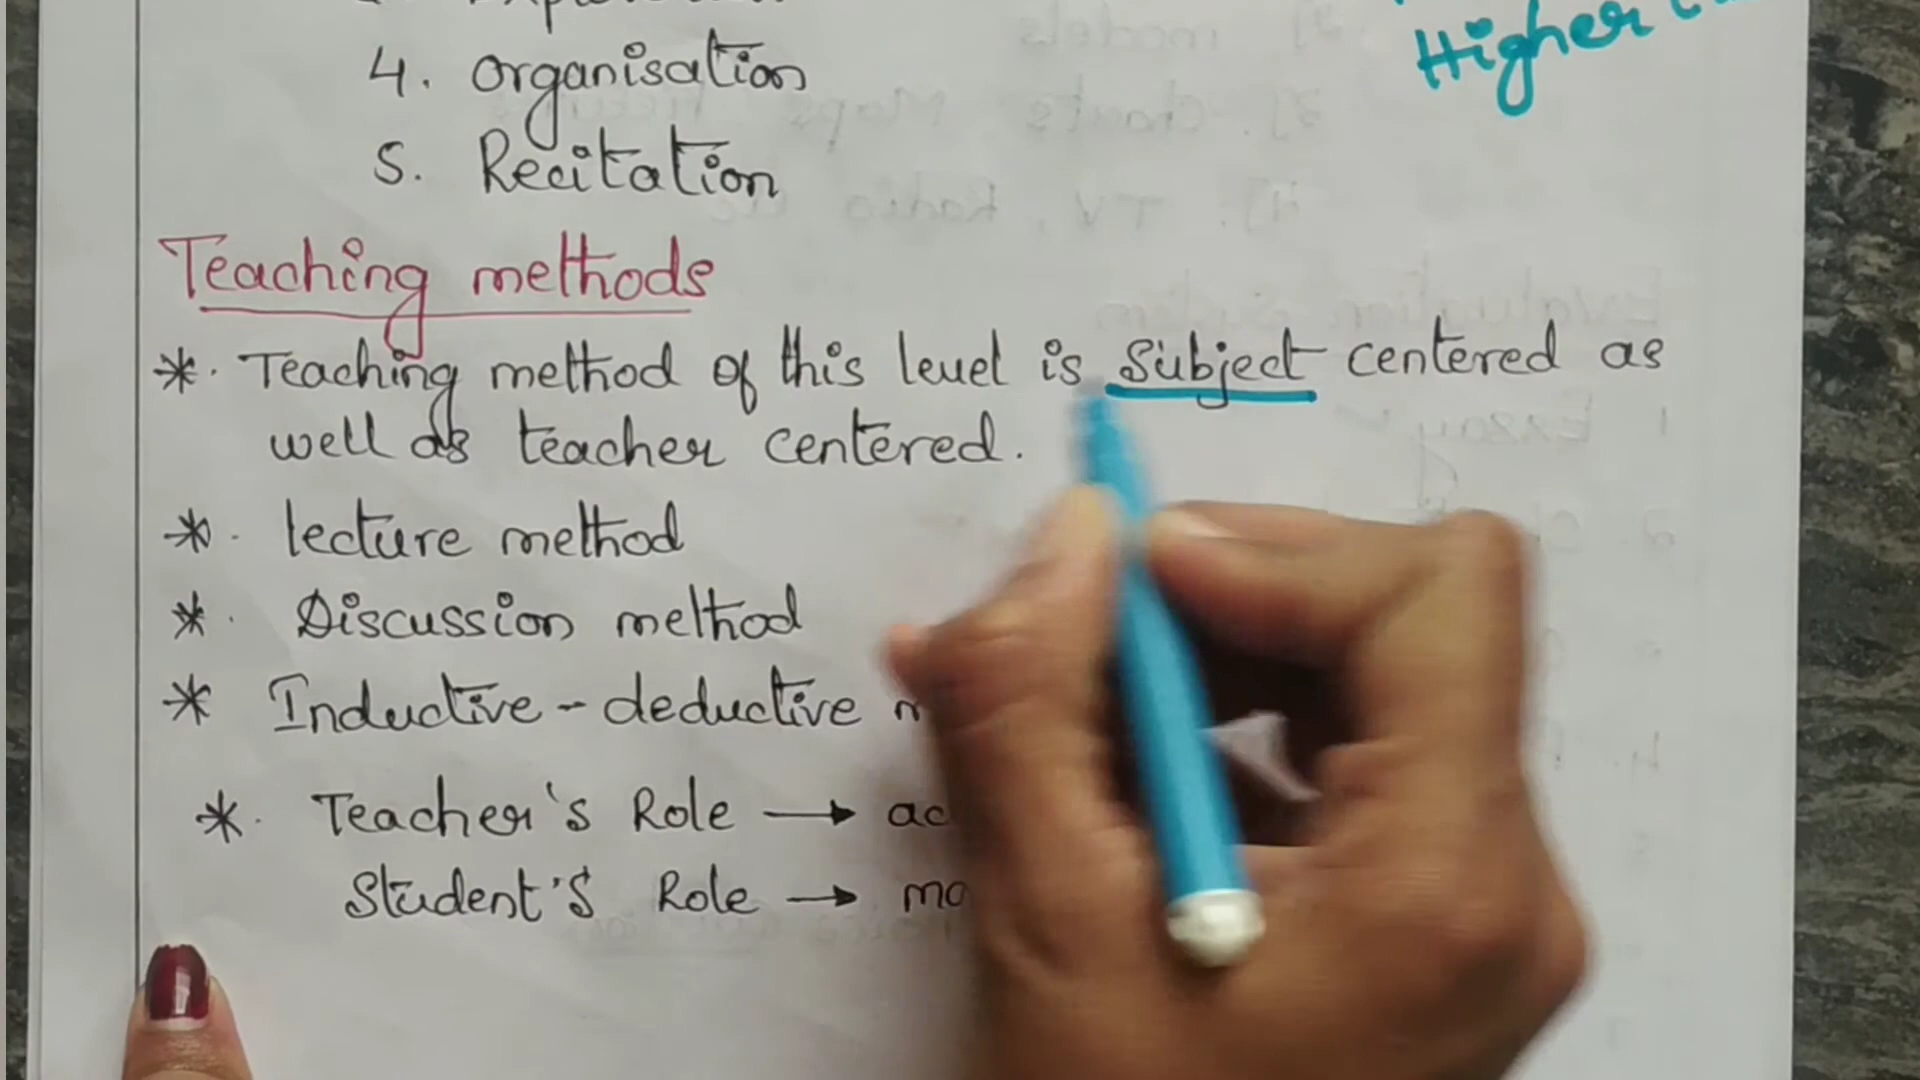 Higher
4. Organisation
5. Recitation
Teaching methods
*. Teaching method of this level is Subject centered as
well as teacher centered.
*. lecture method
*. Discussion method
* Inductive - deductive
*. Teacher's Role →
Student's Role →